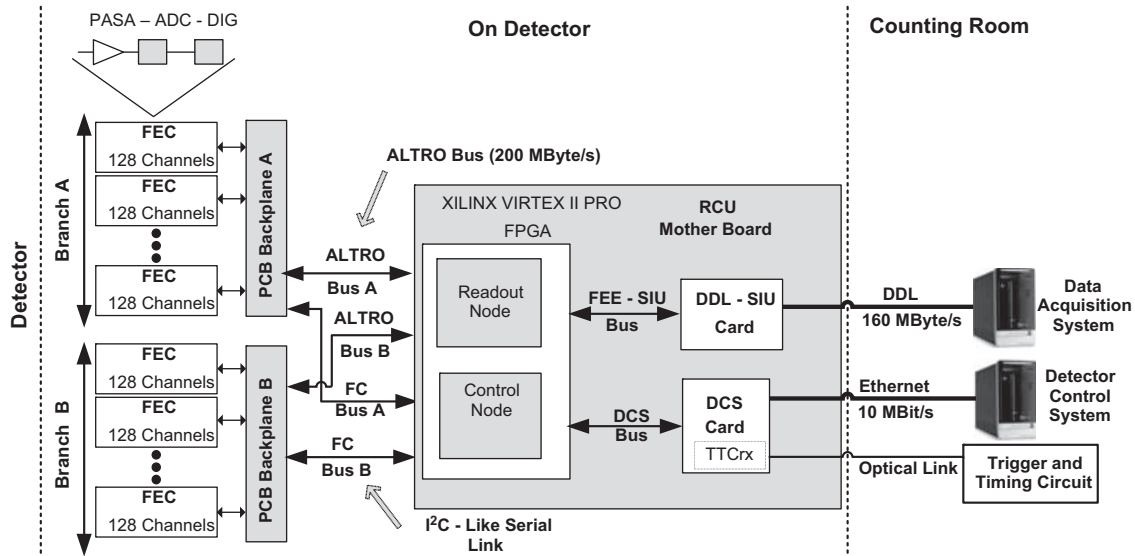 PASA – ADC - DIG
On Detector
Counting Room
Detector
Branch A
FEC
128 Channels
FEC
128 Channels
FEC
128 Channels
PCB Backplane A
Branch B
FEC
128 Channels
FEC
128 Channels
FEC
128 Channels
PCB Backplane B
ALTRO Bus (200 MByte/s)
ALTRO
Bus A
ALTRO
Bus B
FC
Bus A
FC
Bus B
I²C - Like Serial
Link
XILINX VIRTEX II PRO
FPGA
RCU
Mother Board
Readout
Node
Control
Node
FEE - SIU
Bus
DCS
Bus
DDL - SIU
Card
DCS
Card
TTCrx
DDL
160 MByte/s
Ethernet
10 MBit/s
Optical Link
Data
Acquisition
System
Detector
Control
System
Trigger and
Timing Circuit